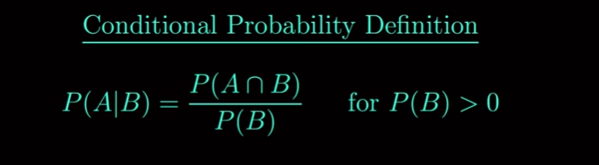 Conditional Probability Definition
P(A|B) = P(A ∩ B) / P(B) for P(B) > 0